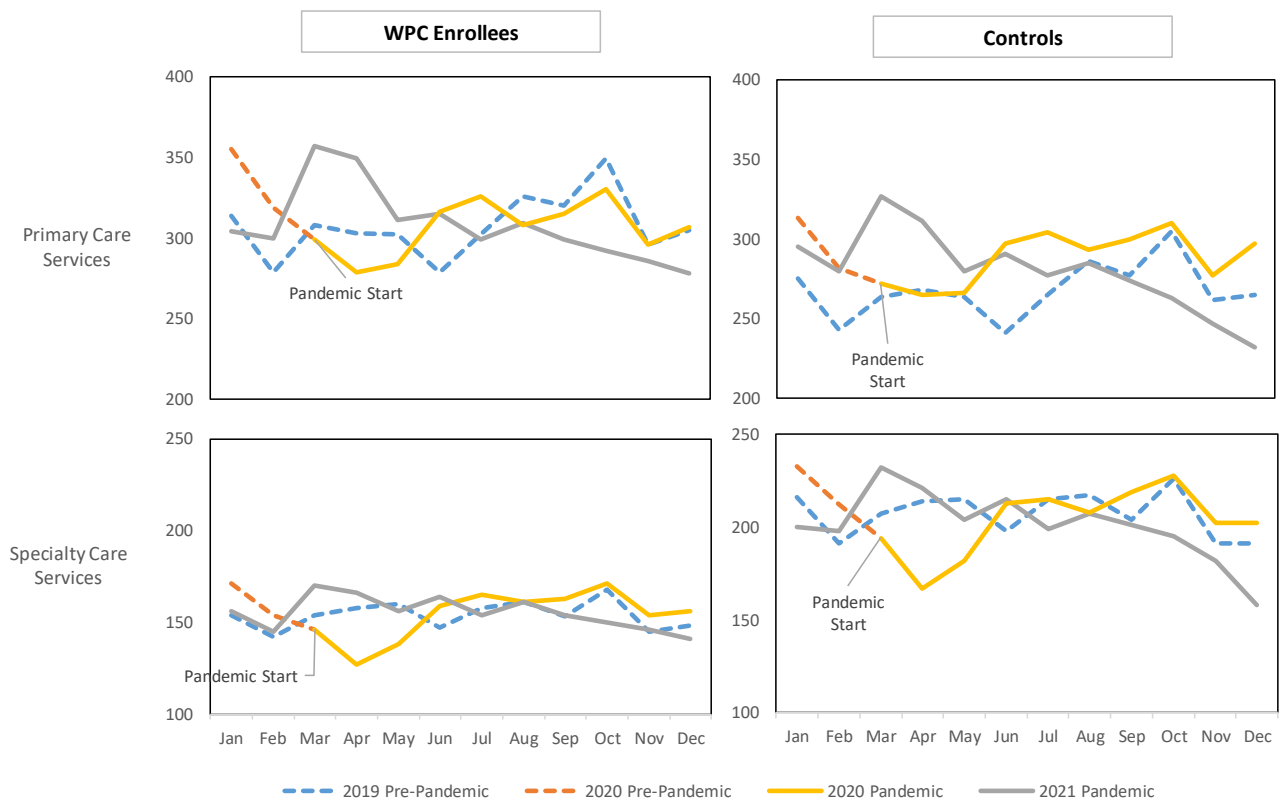 WPC Enrollees
Controls
Primary Care
Services
400
350
300
250
200
Pandemic Start
400
300
200
Pandemic
Start
Specialty Care
Services
250
200
150
100
Pandemic Start
250
200
150
100
Pandemic
Start
Jan Feb Mar Apr May Jun Jul Aug Sep Oct Nov Dec
Jan Feb Mar Apr May Jun Jul Aug Sep Oct Nov Dec
2019 Pre-Pandemic 2020 Pre-Pandemic 2020 Pandemic 2021 Pandemic